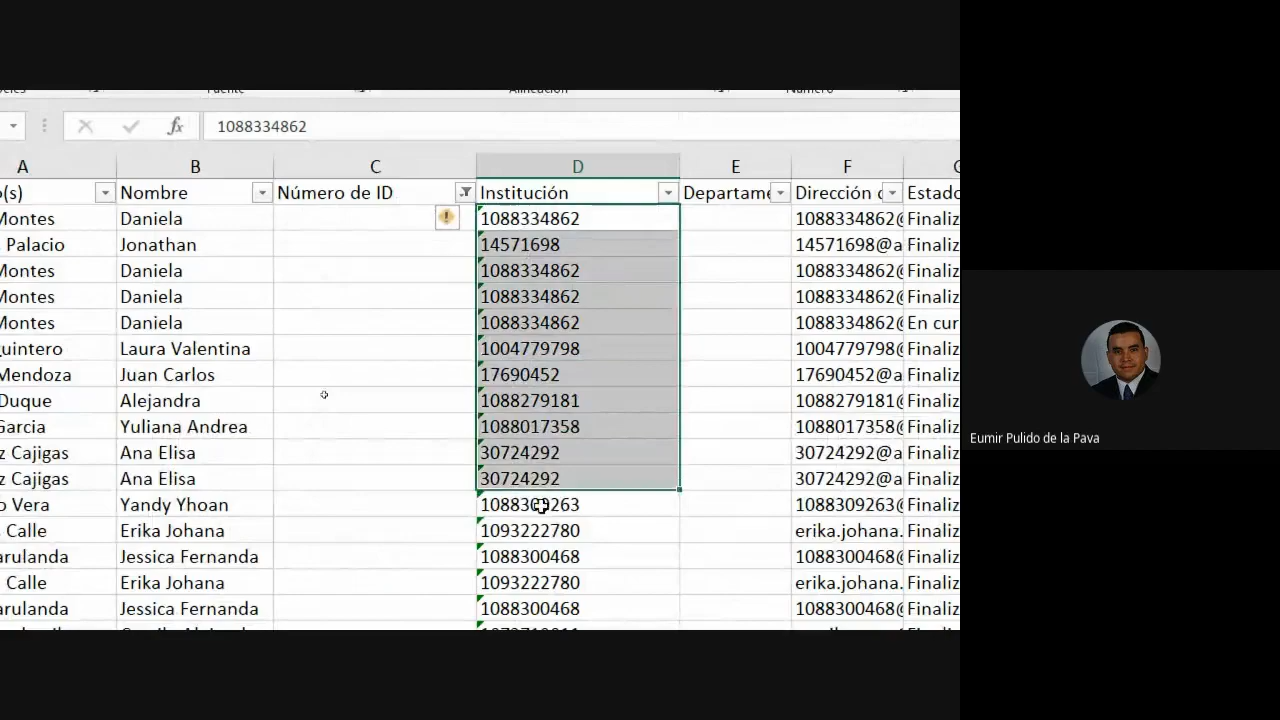 Fuente Alineación Número
fx 1088334862
A B C D E F
o(s) Nombre Número de ID Institución Departame Dirección c Estado
Montes Daniela 1088334862 1088334862@ Finaliz
Palacio Jonathan 14571698 14571698@a Finaliz
Montes Daniela 1088334862 1088334862@ Finaliz
Montes Daniela 1088334862 1088334862@ Finaliz
Montes Daniela 1088334862 1088334862@ En cur
uintero Laura Valentina 1004779798 1004779798@ Finaliz
Mendoza Juan Carlos 17690452 17690452@a Finaliz
Duque Alejandra 1088279181 1088279181@ Finaliz
Garcia Yuliana Andrea 1088017358 1088017358@ Finaliz
z Cajigas Ana Elisa 30724292 30724292@a Finaliz
z Cajigas Ana Elisa 30724292 30724292@a Finaliz
o Vera Yandy Yhoan 1088309263 1088309263@ Finaliz
Calle Erika Johana 1093222780 erika.johana. Finaliz
arulanda Jessica Fernanda 1088300468 1088300468@ Finaliz
Calle Erika Johana 1093222780 erika.johana. Finaliz
arulanda Jessica Fernanda 1088300468 1088300468@ Finaliz
Eumir Pulido de la Pava